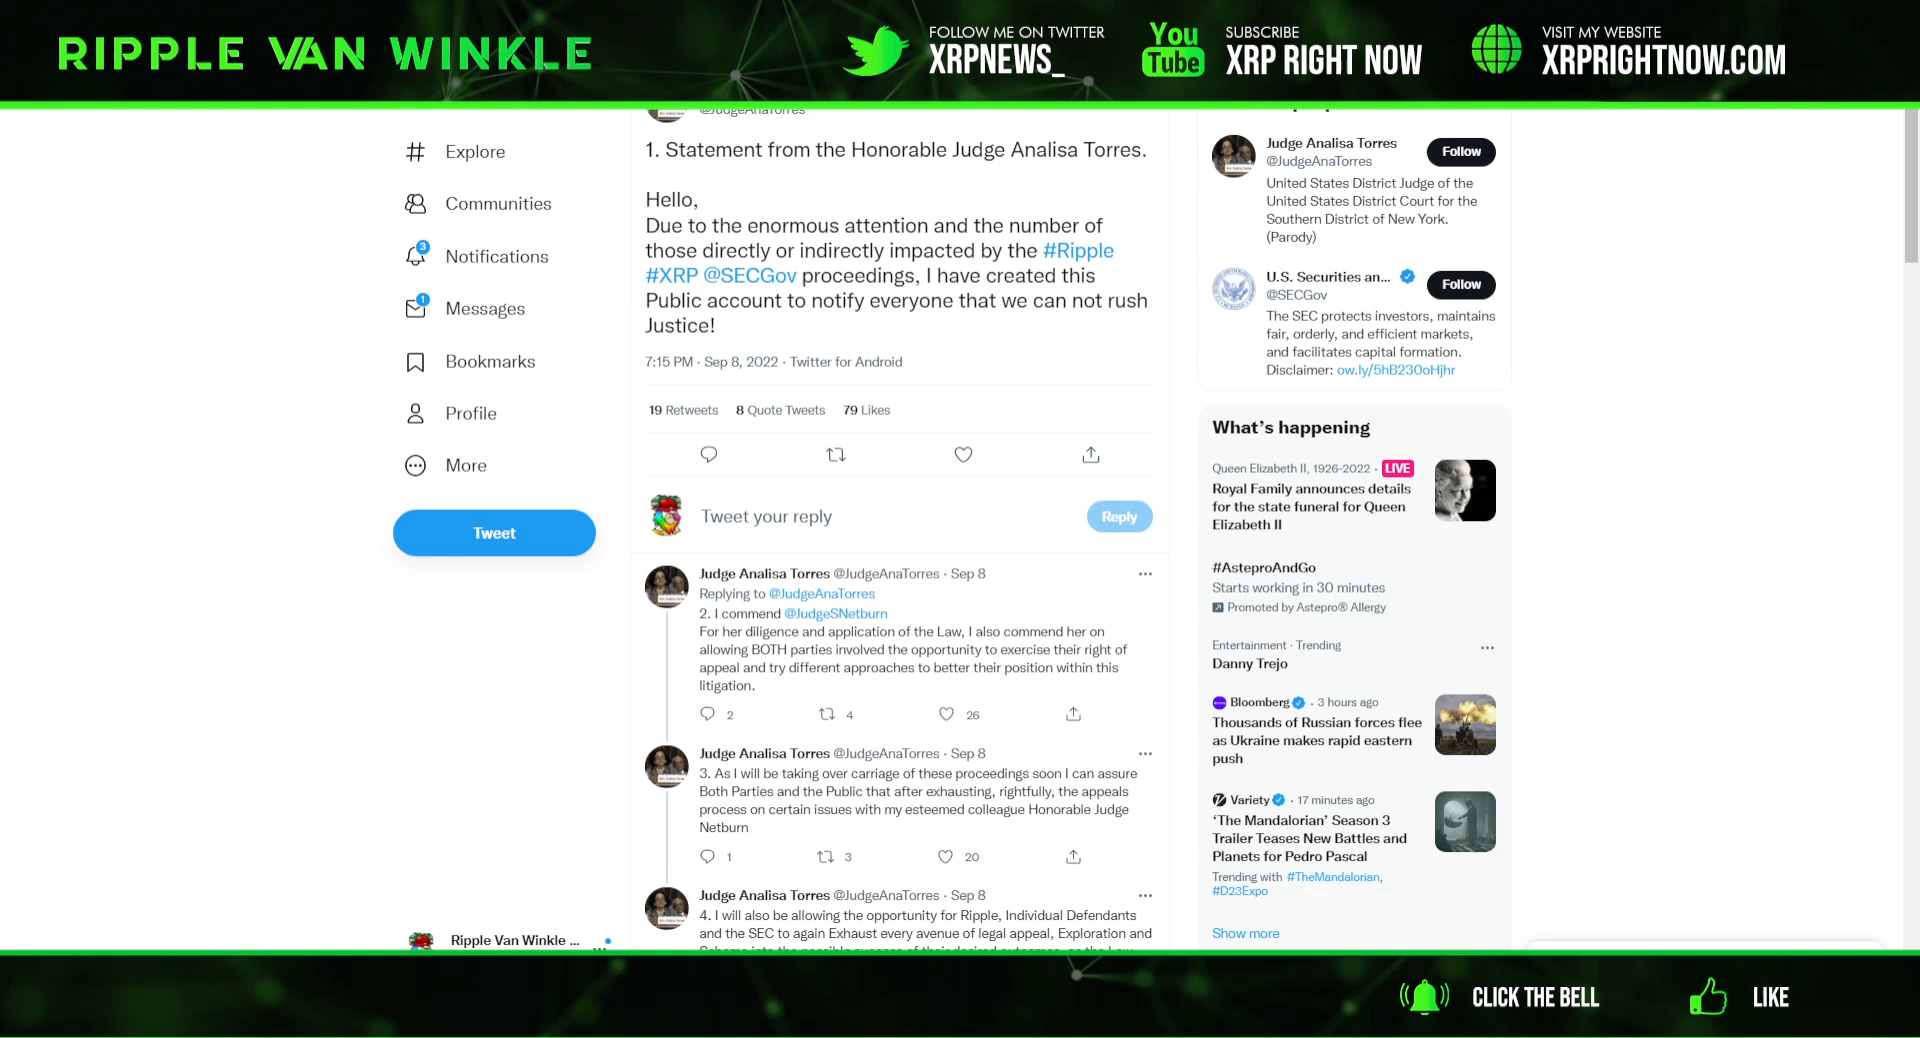 RIPPLE VAN WINKLE
FOLLOW ME ON TWITTER
XRPNEWS_
You
Tube
SUBSCRIBE
XRP RIGHT NOW
VISIT MY WEBSITE
XRPRIGHTNOW.COM
Explore
Communities
3
Notifications
1
Messages
Bookmarks
Profile
More
Tweet
Ripple Van Winkle ...
@JudgeAnaTorres
1. Statement from the Honorable Judge Analisa Torres.
Hello,
Due to the enormous attention and the number of
those directly or indirectly impacted by the #Ripple
#XRP @SECGov proceedings, I have created this
Public account to notify everyone that we can not rush
Justice!
7:15 PM · Sep 8, 2022 · Twitter for Android
19 Retweets 8 Quote Tweets 79 Likes
Tweet your reply
Reply
Judge Analisa Torres @JudgeAnaTorres · Sep 8
Replying to @JudgeAnaTorres
2. I commend @JudgeSNetburn
For her diligence and application of the Law, I also commend her on
allowing BOTH parties involved the opportunity to exercise their right of
appeal and try different approaches to better their position within this
litigation.
2 4 26
Judge Analisa Torres @JudgeAnaTorres · Sep 8
3. As I will be taking over carriage of these proceedings soon I can assure
Both Parties and the Public that after exhausting, rightfully, the appeals
process on certain issues with my esteemed colleague Honorable Judge
Netburn
1 3 20
Judge Analisa Torres @JudgeAnaTorres · Sep 8
4. I will also be allowing the opportunity for Ripple, Individual Defendants
and the SEC to again Exhaust every avenue of legal appeal, Exploration and
Judge Analisa Torres
@JudgeAnaTorres
Follow
United States District Judge of the
United States District Court for the
Southern District of New York.
(Parody)
U.S. Securities an...
@SECGov
Follow
The SEC protects investors, maintains
fair, orderly, and efficient markets,
and facilitates capital formation.
Disclaimer: ow.ly/5hB230oHjhr
What's happening
Queen Elizabeth II, 1926-2022 · LIVE
Royal Family announces details
for the state funeral for Queen
Elizabeth II
#AsteproAndGo
Starts working in 30 minutes
Promoted by Astepro® Allergy
Entertainment · Trending
Danny Trejo
Bloomberg · 3 hours ago
Thousands of Russian forces flee
as Ukraine makes rapid eastern
push
Variety · 17 minutes ago
‘The Mandalorian’ Season 3
Trailer Teases New Battles and
Planets for Pedro Pascal
Trending with #TheMandalorian,
#D23Expo
Show more
CLICK THE BELL
LIKE